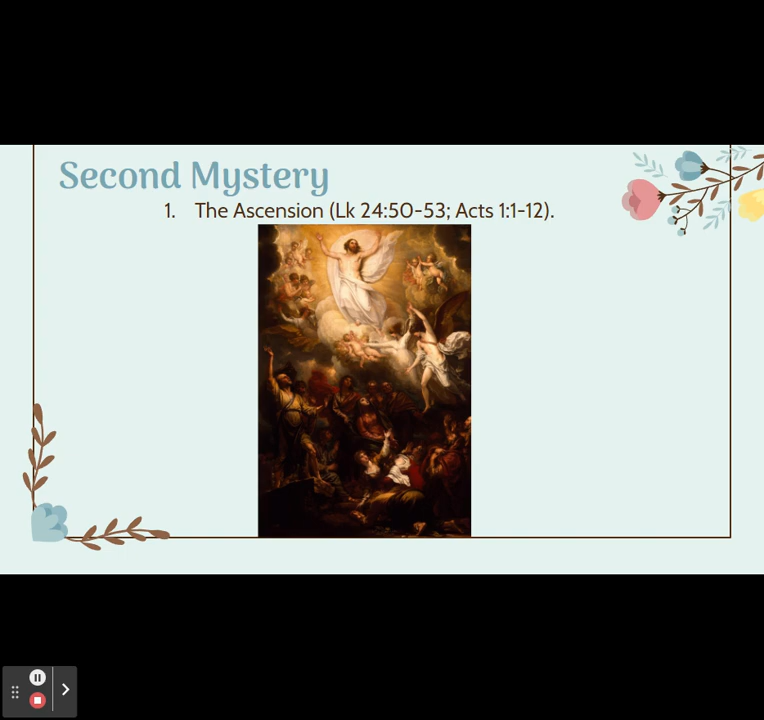 Second Mystery
1. The Ascension (Lk 24:50-53; Acts 1:1-12).